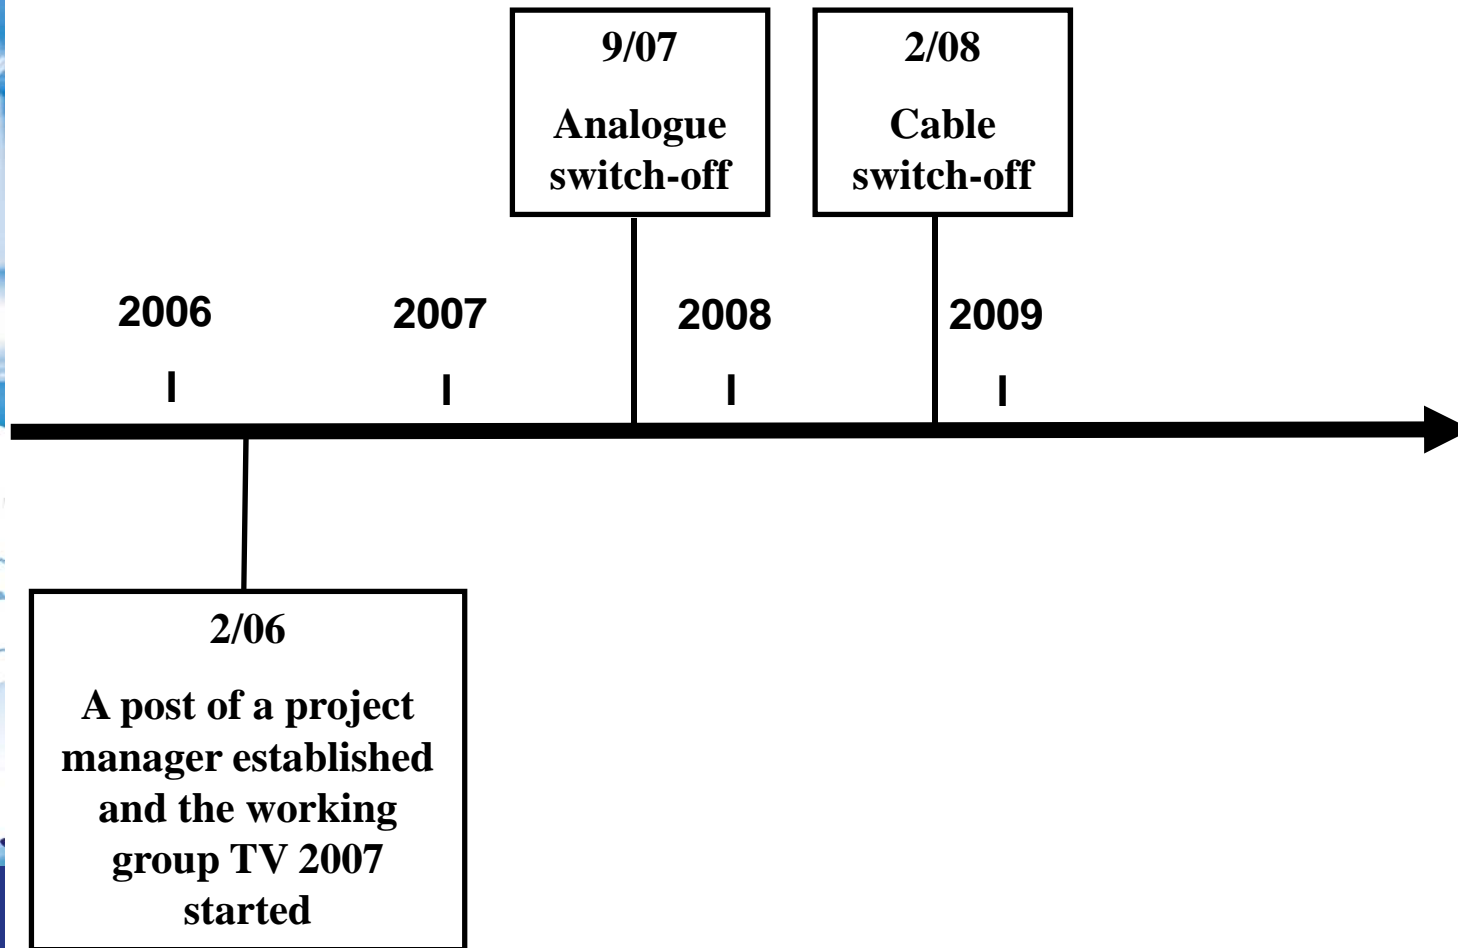 9/07
Analogue
switch-off
2/08
Cable
switch-off
2006
2007
2008
2009
2/06
A post of a project
manager established
and the working
group TV 2007
started